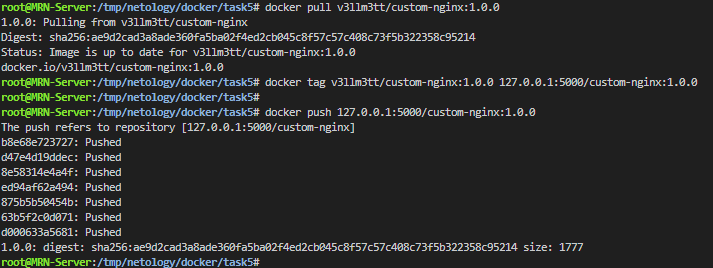 root@MRN-Server:/tmp/netology/docker/task5# docker pull v3llm3tt/custom-nginx:1.0.0
1.0.0: Pulling from v3llm3tt/custom-nginx
Digest: sha256:ae9d2cad3a8ade360fa5ba02f4ed2cb045c8f57c57c408c73f5b322358c95214
Status: Image is up to date for v3llm3tt/custom-nginx:1.0.0
docker.io/v3llm3tt/custom-nginx:1.0.0
root@MRN-Server:/tmp/netology/docker/task5# docker tag v3llm3tt/custom-nginx:1.0.0 127.0.0.1:5000/custom-nginx:1.0.0
root@MRN-Server:/tmp/netology/docker/task5#
root@MRN-Server:/tmp/netology/docker/task5# docker push 127.0.0.1:5000/custom-nginx:1.0.0
The push refers to repository [127.0.0.1:5000/custom-nginx]
b8e68e723727: Pushed
d47e4d19ddec: Pushed
8e58314e4a4f: Pushed
ed94af62a494: Pushed
875b5b50454b: Pushed
63b5f2c0d071: Pushed
d000633a5681: Pushed
1.0.0: digest: sha256:ae9d2cad3a8ade360fa5ba02f4ed2cb045c8f57c57c408c73f5b322358c95214 size: 1777
root@MRN-Server:/tmp/netology/docker/task5#